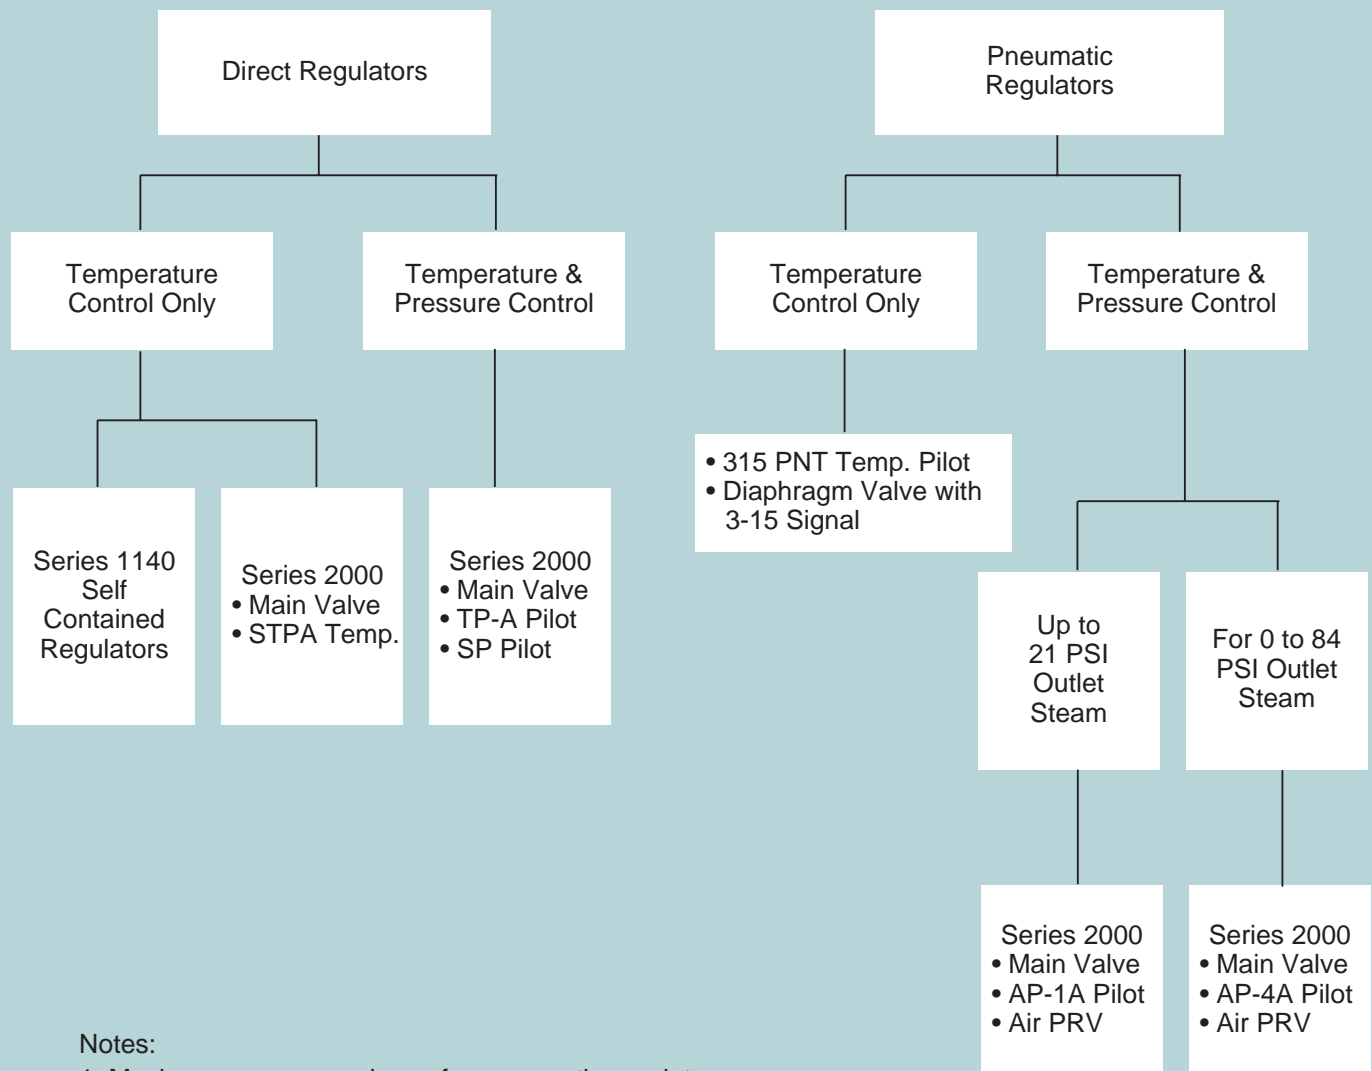 Direct Regulators
Pneumatic
Regulators
Temperature
Control Only
Temperature &
Pressure Control
Temperature
Control Only
Temperature &
Pressure Control
• 315 PNT Temp. Pilot
• Diaphragm Valve with
3-15 Signal
Series 1140
Self
Contained
Regulators
Series 2000
• Main Valve
• STPA Temp.
Series 2000
• Main Valve
• TP-A Pilot
• SP Pilot
Up to
21 PSI
Outlet
Steam
For 0 to 84
PSI Outlet
Steam
Series 2000
• Main Valve
• AP-1A Pilot
• Air PRV
Series 2000
• Main Valve
• AP-4A Pilot
• Air PRV
Notes: